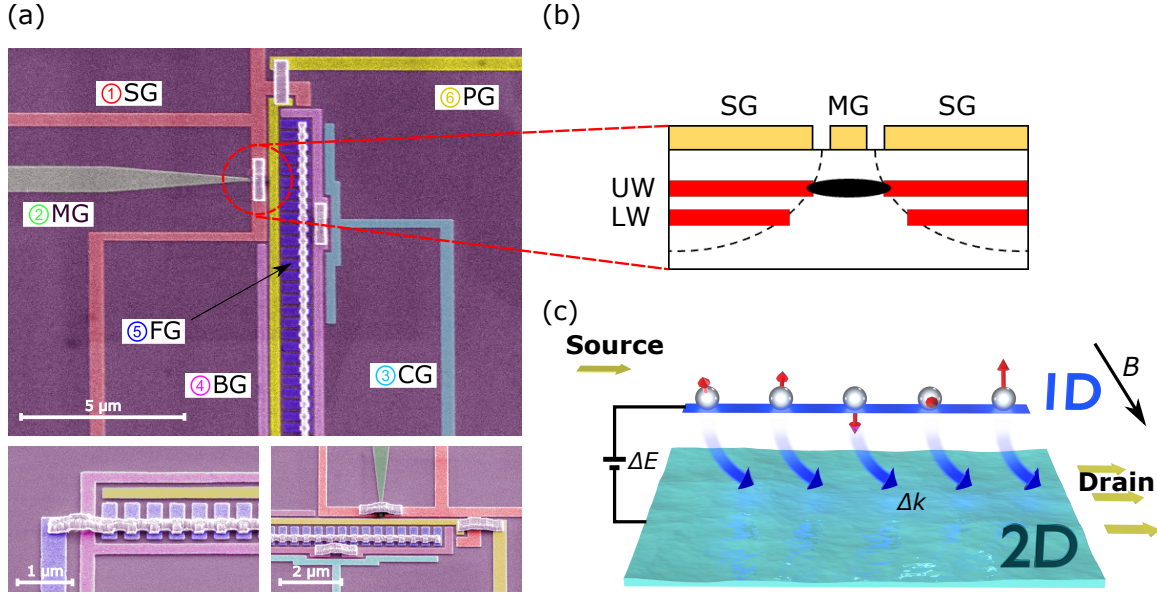 (a)
①SG
⑥PG
②MG
⑤FG
④BG
③CG
5 μm
1 μm
2 μm
(b)
SG MG SG
UW
LW
(c)
Source
1D
B
ΔE
Δk
Drain
2D